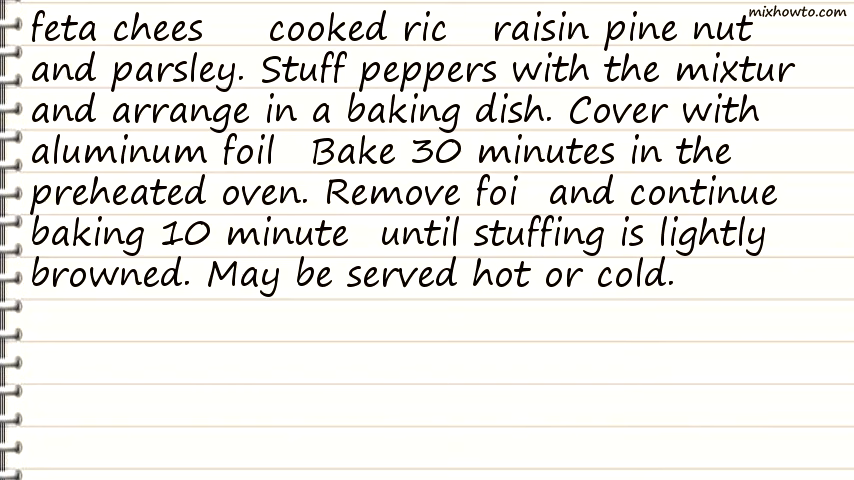 mixhowto.com
feta chees cooked ric raisin pine nut
and parsley. Stuff peppers with the mixtur
and arrange in a baking dish. Cover with
aluminum foil Bake 30 minutes in the
preheated oven. Remove foi and continue
baking 10 minute until stuffing is lightly
browned. May be served hot or cold.